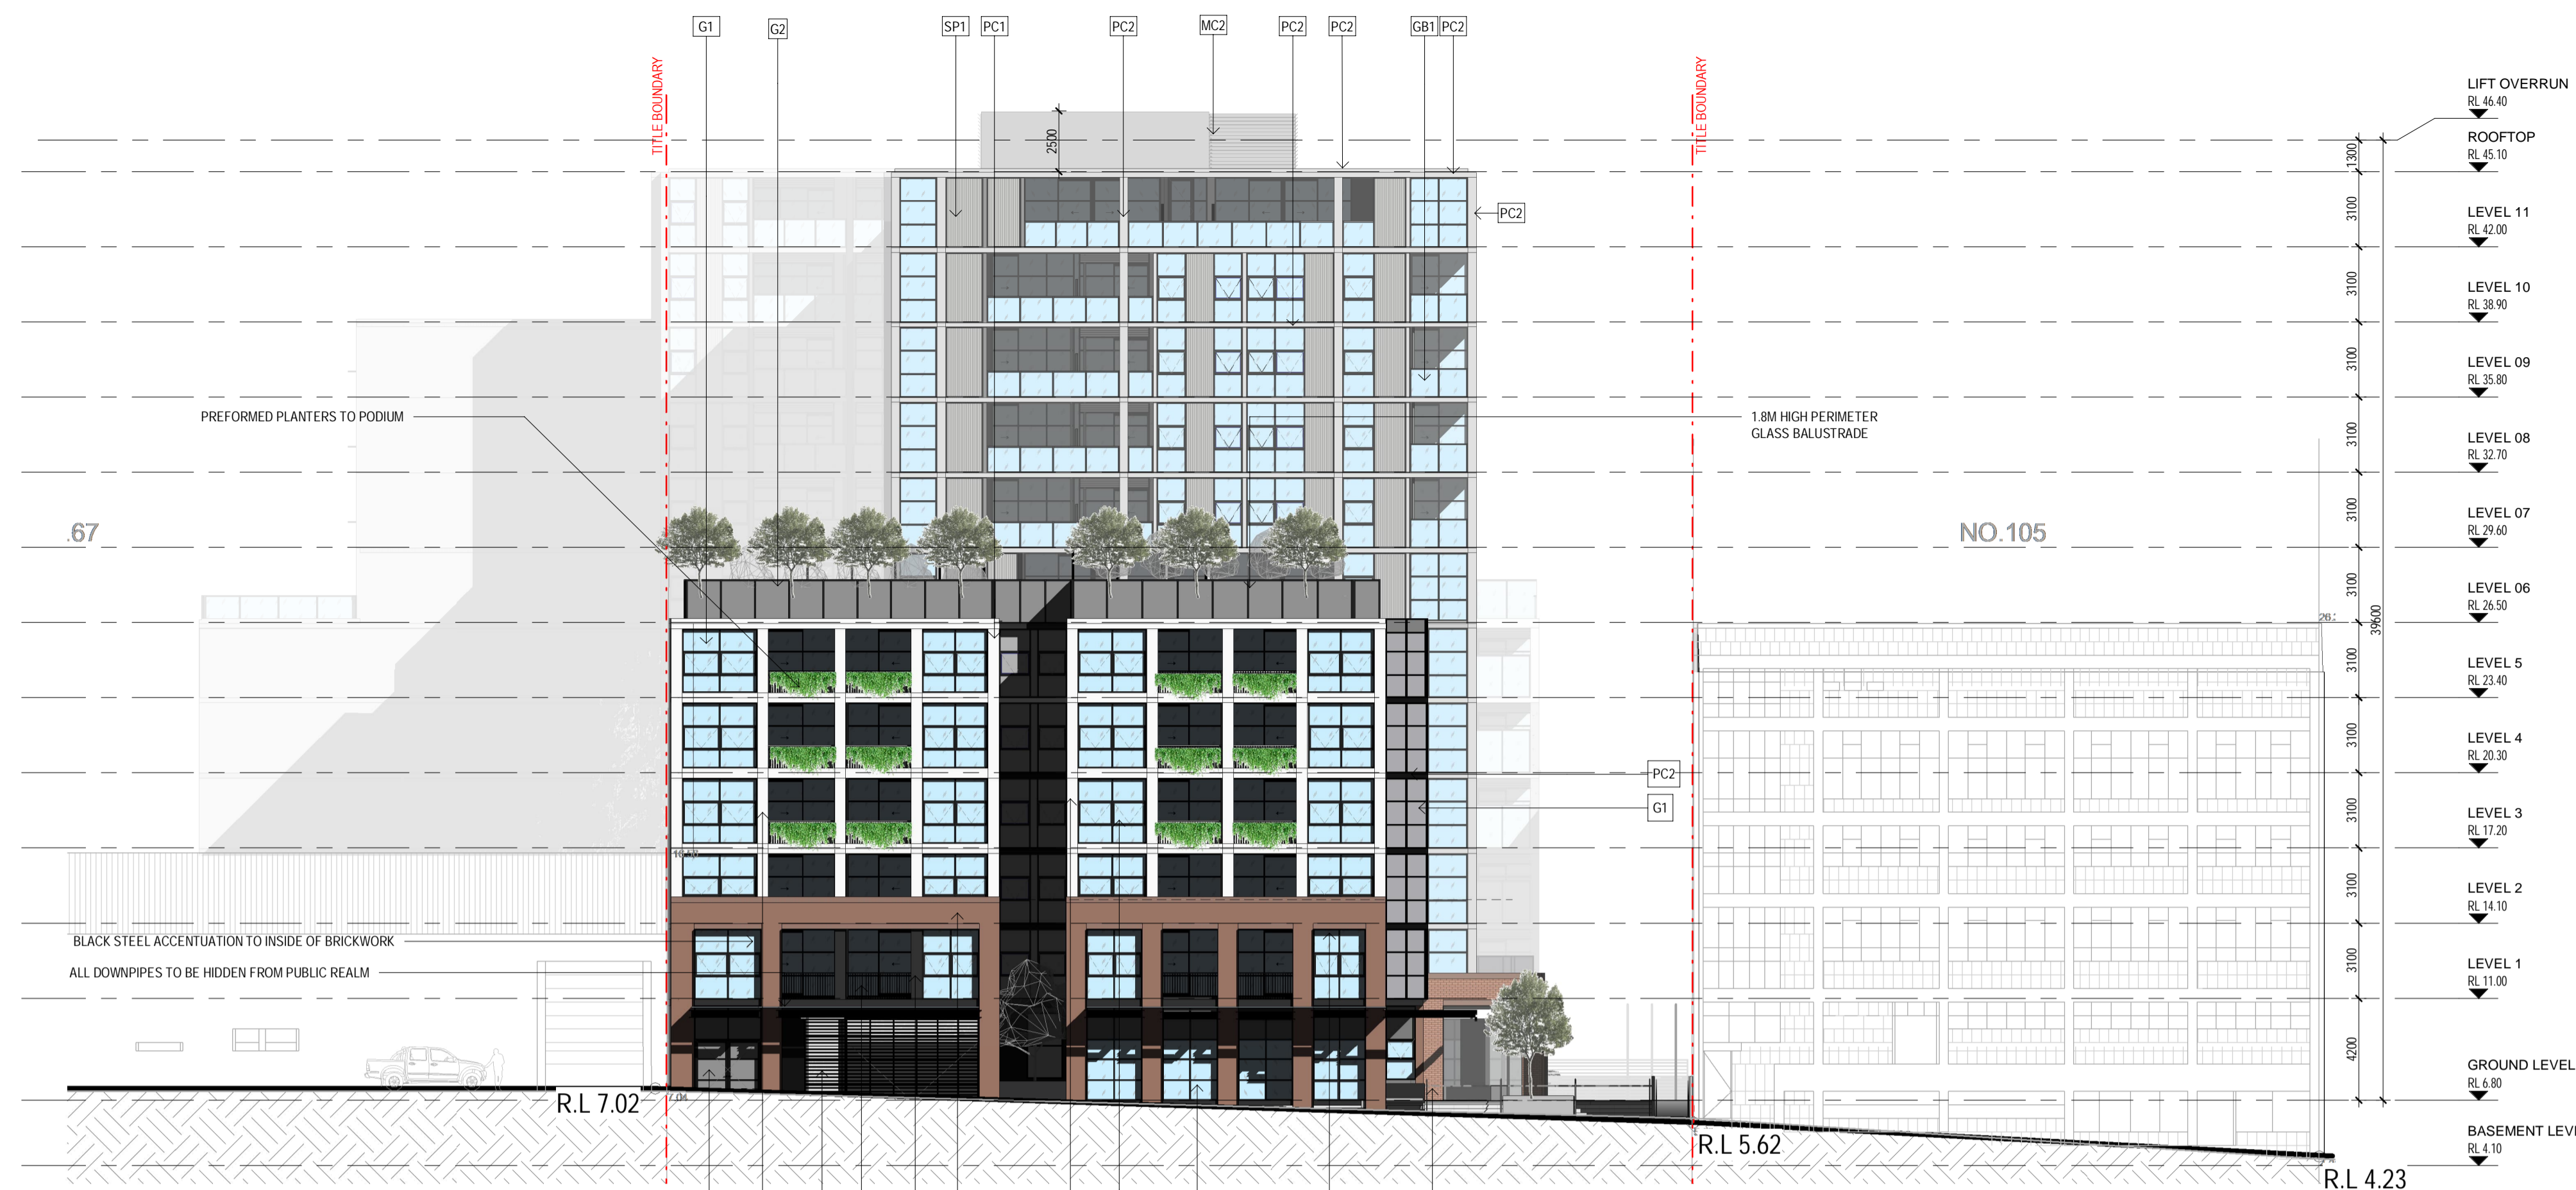 G1
G2
SP1
PC1
PC2
MC2
PC2
PC2
GB1
PC2
TITLE BOUNDARY
TITLE BOUNDARY
LIFT OVERRUN
RL 46.40
ROOFTOP
RL 45.10
2500
1300
3100
LEVEL 11
RL 42.00
PC2
3100
LEVEL 10
RL 38.90
3100
LEVEL 09
RL 35.80
PREFORMED PLANTERS TO PODIUM
1.8M HIGH PERIMETER
GLASS BALUSTRADE
3100
LEVEL 08
RL 32.70
3100
LEVEL 07
RL 29.60
.67
NO.105
3100
LEVEL 06
RL 26.50
39600
3100
LEVEL 5
RL 23.40
3100
LEVEL 4
RL 20.30
PC2
G1
3100
LEVEL 3
RL 17.20
3100
LEVEL 2
RL 14.10
BLACK STEEL ACCENTUATION TO INSIDE OF BRICKWORK
ALL DOWNPIPES TO BE HIDDEN FROM PUBLIC REALM
3100
LEVEL 1
RL 11.00
4200
GROUND LEVEL
RL 6.80
R.L 7.02
BASEMENT LEV
RL 4.10
R.L 5.62
R.L 4.23